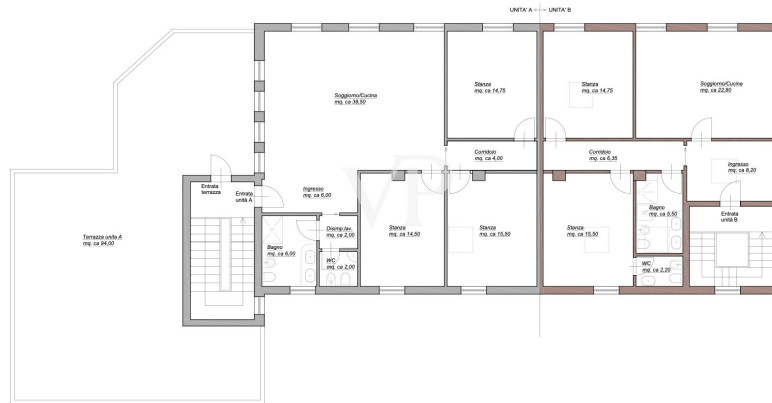 UNITA' A
UNITA' B
Stanza
mq. ca 14,75
Stanza
mq. ca 14,75
Soggiorno/Cucina
mq. ca 38,50
Soggiorno/Cucina
mq. ca 22,80
Corridoio
mq. ca 4,00
Corridoio
mq. ca 6,35
Ingresso
mq. ca 8,20
Entrata
terrazza
Entrata
unità A
Ingresso
mq. ca 6,00
VP
Terrazza unita A
mq. ca 94,00
Bagno
mq. ca 6,00
Disimp.lav.
mq. ca 2,00
Stanza
mq. ca 14,50
Stanza
mq. ca 15,50
Stanza
mq. ca 15,50
Bagno
mq. ca 5,50
Entrata
unità B
WC
mq. ca 2,00
WC
mq. ca 2,20